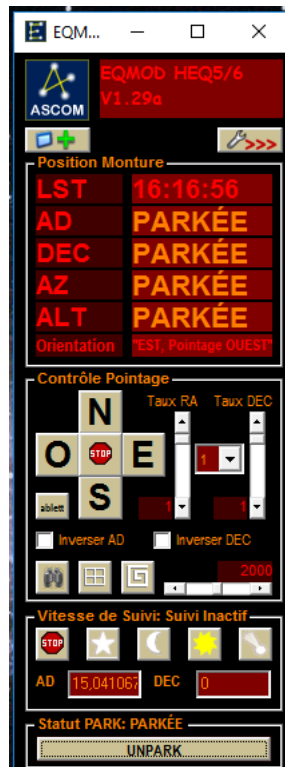 EQM...
EQMOD HEQ5/6
V1.29a
ASCOM
>>>
Position Monture
LST 16:16:56
AD PARKÉE
DEC PARKÉE
AZ PARKÉE
ALT PARKÉE
Orientation "EST, Pointage OUEST"
Contrôle Pointage
N Taux RA Taux DEC
O STOP E 1
ablett S 1 1
Inverser AD Inverser DEC
2000
Vitesse de Suivi: Suivi Inactif
STOP
AD 15,041067 DEC 0
Statut PARK: PARKÉE
UNPARK